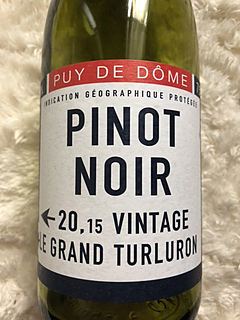 PUY DE DÔME
INDICATION GÉOGRAPHIQUE PROTÉGÉE
PINOT
NOIR
←20,15 VINTAGE
LE GRAND TURLURON